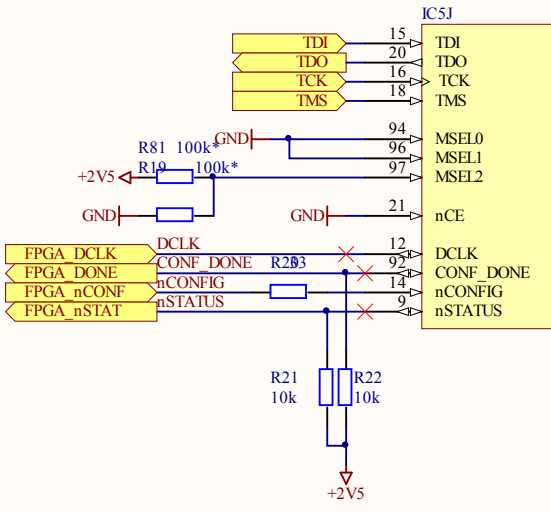 IC5J
TDI 15 TDI
TDO 20 TDO
TCK 16 TCK
TMS 18 TMS
GND 94 MSEL0
96 MSEL1
R81 100k*
R19 100k*
+2V5 97 MSEL2
GND GND 21 nCE
FPGA_DCLK DCLK 12 DCLK
FPGA_DONE CONF_DONE 92 CONF_DONE
FPGA_nCONF nCONFIG 14 nCONFIG
FPGA_nSTAT nSTATUS 9 nSTATUS
R21 R22
10k 10k
+2V5